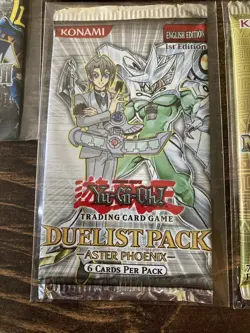 KONAMI
ENGLISH EDITION
1st Edition
Yu-Gi-Oh!
TRADING CARD GAME
DUELIST PACK
ASTER PHOENIX
6 CARDS PER PACK